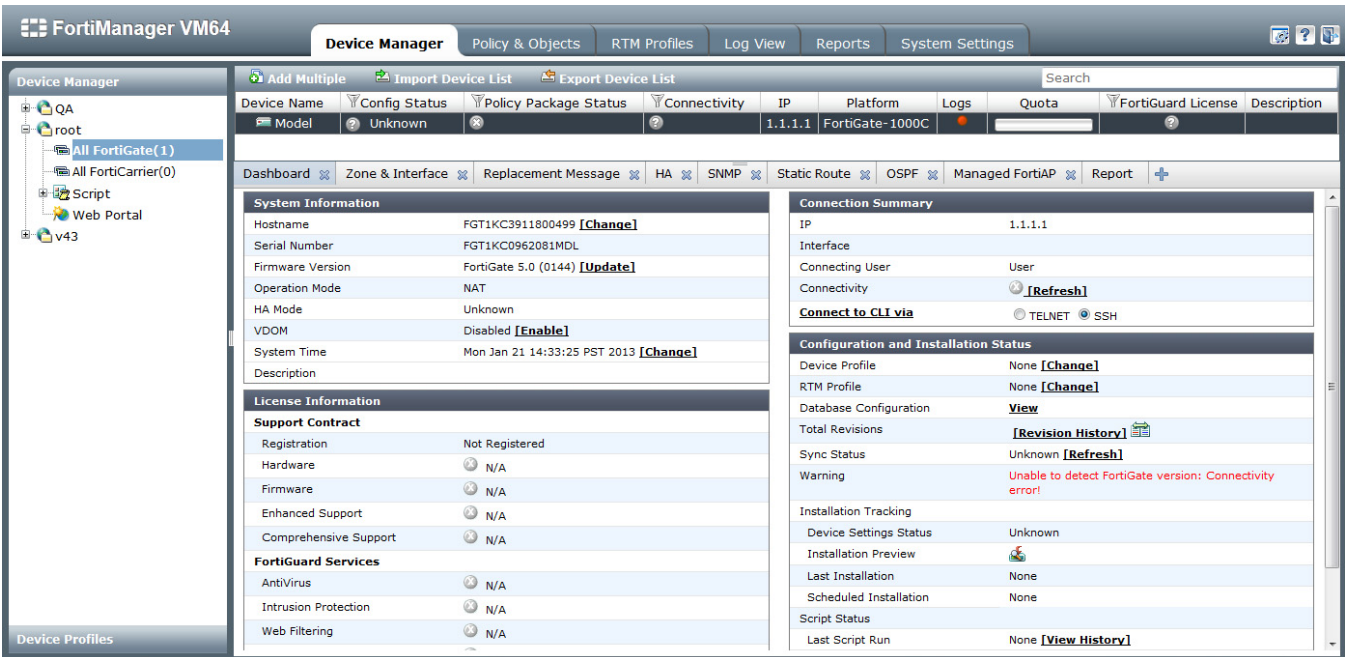 FortiManager VM64
Device Manager Policy & Objects RTM Profiles Log View Reports System Settings
Device Manager
QA
root
All FortiGate(1)
All FortiCarrier(0)
Script
Web Portal
v43
Device Profiles
Add Multiple Import Device List Export Device List Search
Device Name Config Status Policy Package Status Connectivity IP Platform Logs Quota FortiGuard License Description
Model Unknown 1.1.1.1 FortiGate-1000C
Dashboard Zone & Interface Replacement Message HA SNMP Static Route OSPF Managed FortiAP Report
System Information
Hostname FGT1KC3911800499 [Change]
Serial Number FGT1KC0962081MDL
Firmware Version FortiGate 5.0 (0144) [Update]
Operation Mode NAT
HA Mode Unknown
VDOM Disabled [Enable]
System Time Mon Jan 21 14:33:25 PST 2013 [Change]
Description
License Information
Support Contract
Registration Not Registered
Hardware N/A
Firmware N/A
Enhanced Support N/A
Comprehensive Support N/A
FortiGuard Services
AntiVirus N/A
Intrusion Protection N/A
Web Filtering N/A
Connection Summary
IP 1.1.1.1
Interface
Connecting User User
Connectivity [Refresh]
Connect to CLI via TELNET SSH
Configuration and Installation Status
Device Profile None [Change]
RTM Profile None [Change]
Database Configuration View
Total Revisions [Revision History]
Sync Status Unknown [Refresh]
Warning Unable to detect FortiGate version: Connectivity
error!
Installation Tracking
Device Settings Status Unknown
Installation Preview
Last Installation None
Scheduled Installation None
Script Status
Last Script Run None [View History]